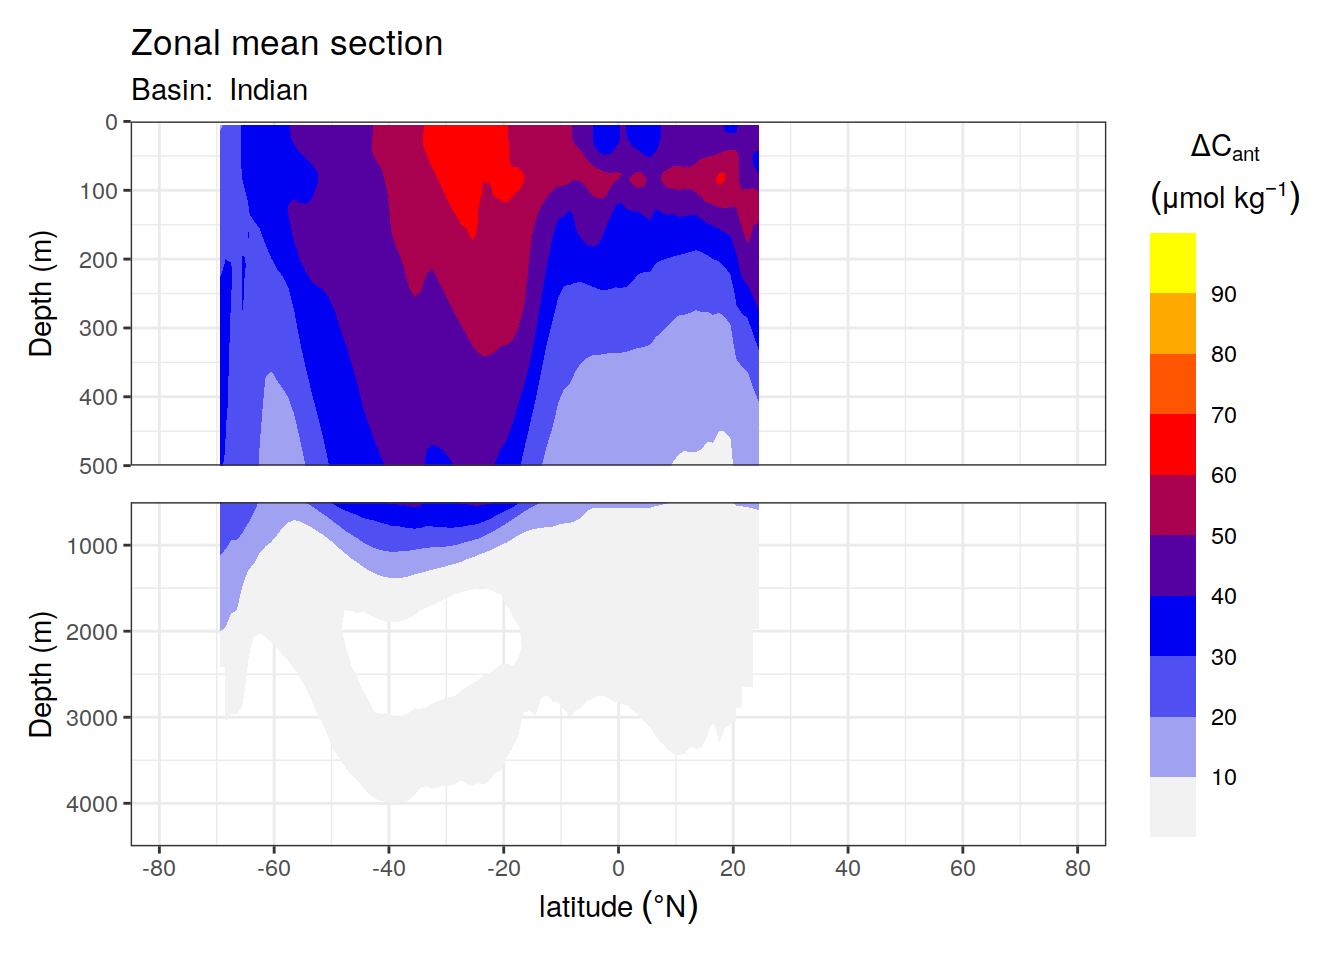 Zonal mean section
Basin:  Indian
0
100
200
300
400
500
Depth (m)
1000
2000
3000
4000
Depth (m)
-80 -60 -40 -20 0 20 40 60 80
latitude (°N)
ΔCant
(μmol kg⁻¹)
90
80
70
60
50
40
30
20
10